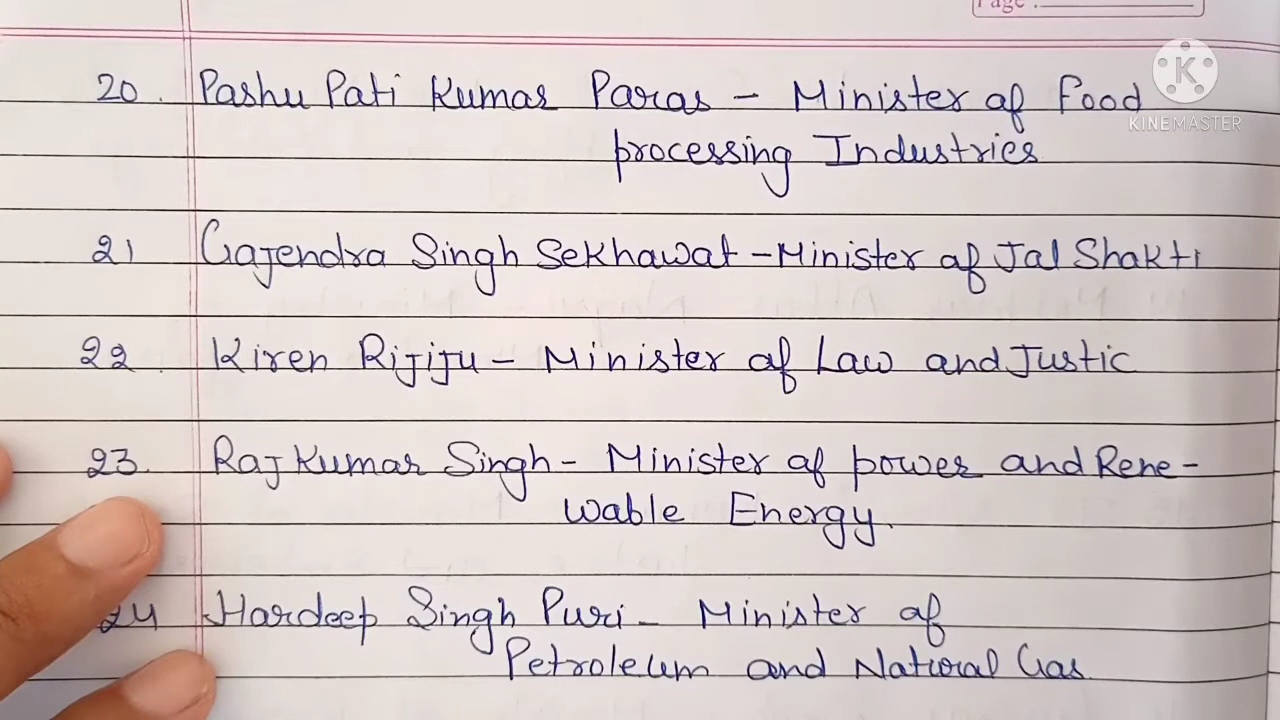 Page :
K
KINEMASTER
20. Pashu Pati Kumar Paras - Minister of Food
processing Industries
21 Gajendra Singh Sekhawat - Minister of Jal Shakti
22. Kiren Rijiju - Minister of Law and Justic
23. Raj Kumar Singh - Minister of power and Rene -
wable Energy.
24 Hardeep Singh Puri - Minister of
Petroleum and Natural Gas